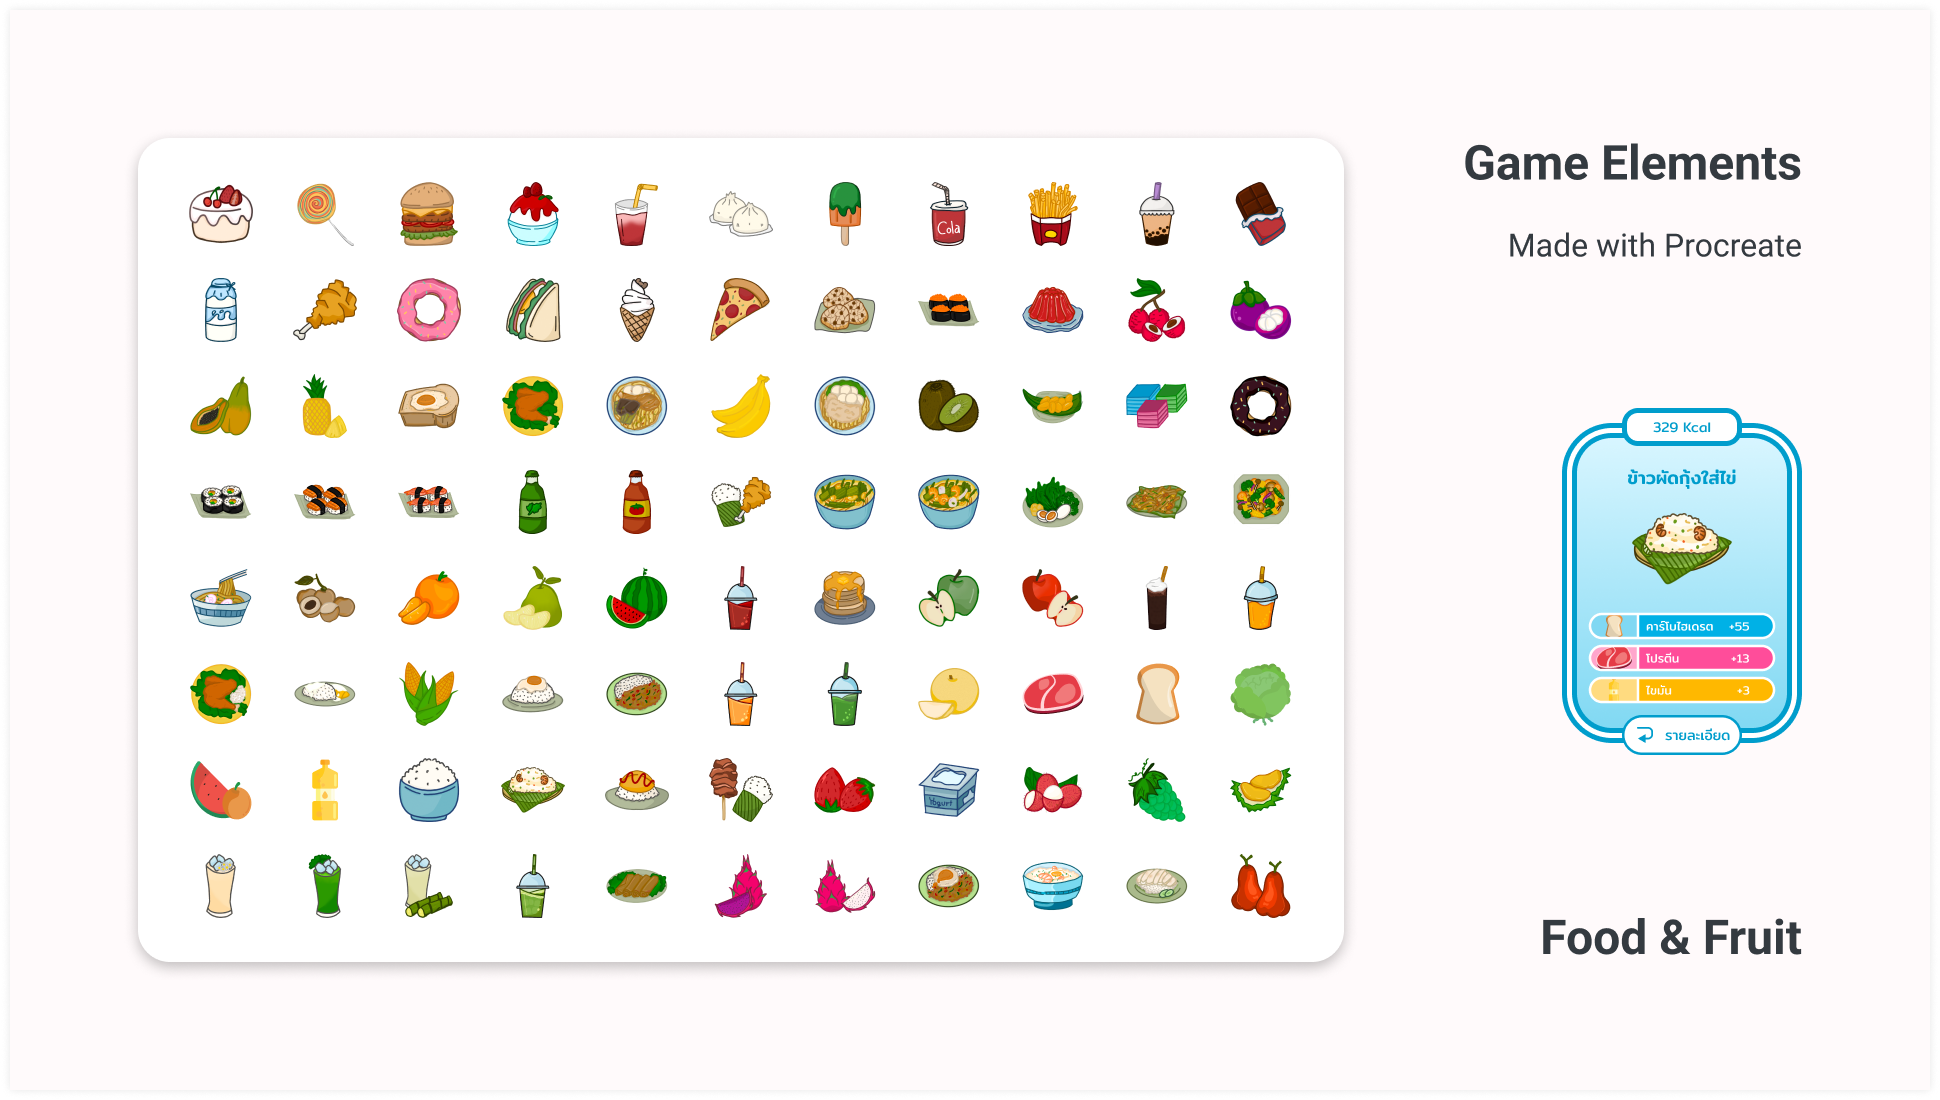 Game Elements
Made with Procreate
Cola
329 Kcal
ข้าวผัดกุ้งใส่ไข่
คาร์โบไฮเดรต +55
โปรตีน +13
ไขมัน +3
รายละเอียด
Yogurt
Food & Fruit